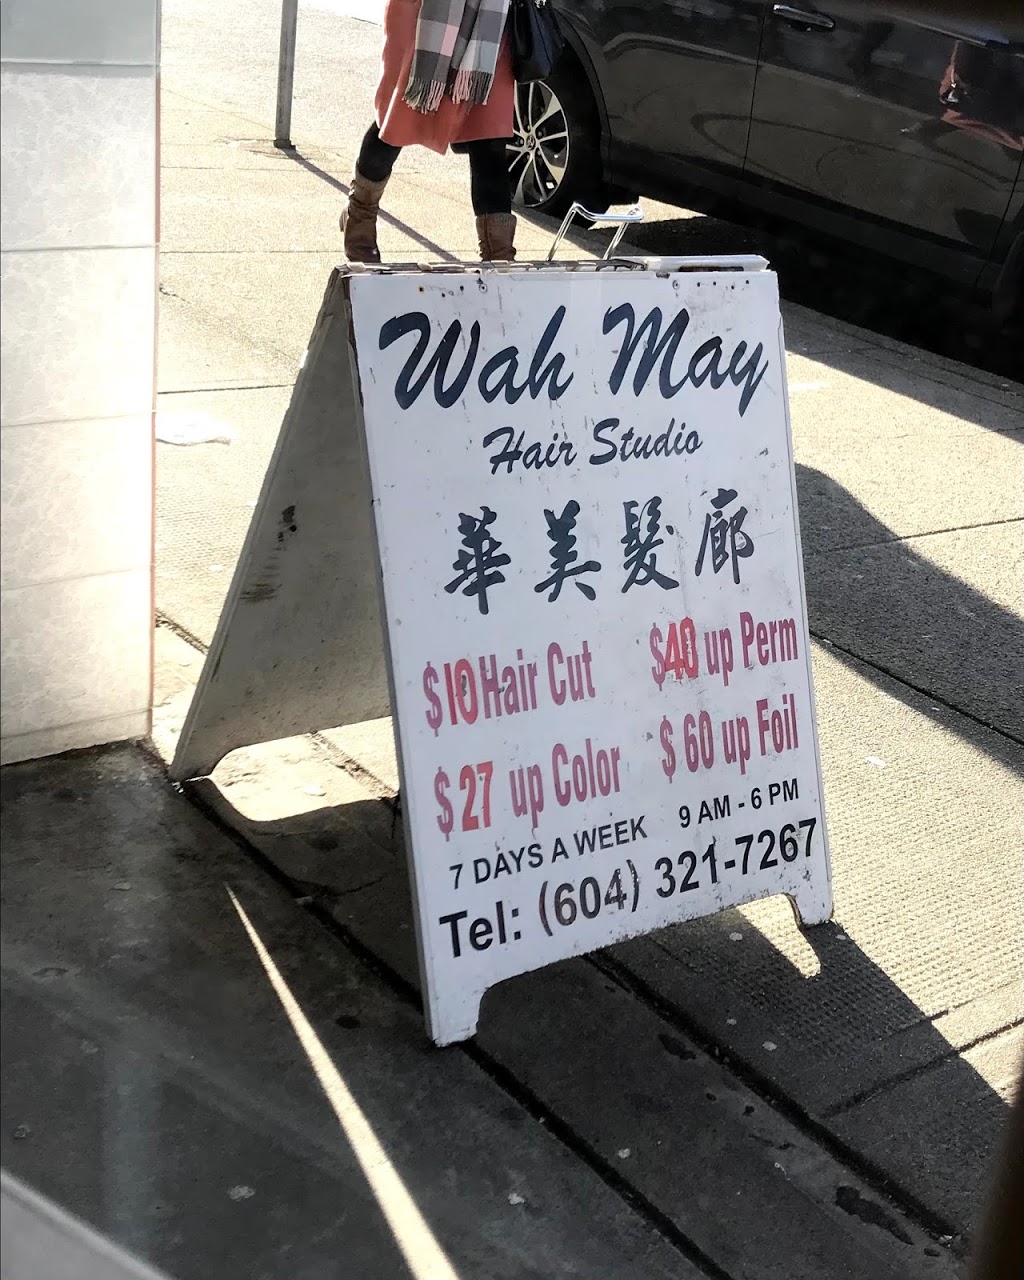 Wah May
Hair Studio
華美髮廊
$10 Hair Cut $40 up Perm
$27 up Color $60 up Foil
7 DAYS A WEEK 9 AM - 6 PM
Tel: (604) 321-7267